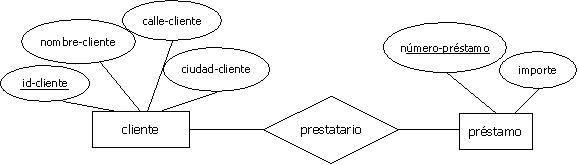 calle-cliente
nombre-cliente
número-préstamo
ciudad-cliente
importe
id-cliente
cliente
prestatario
préstamo